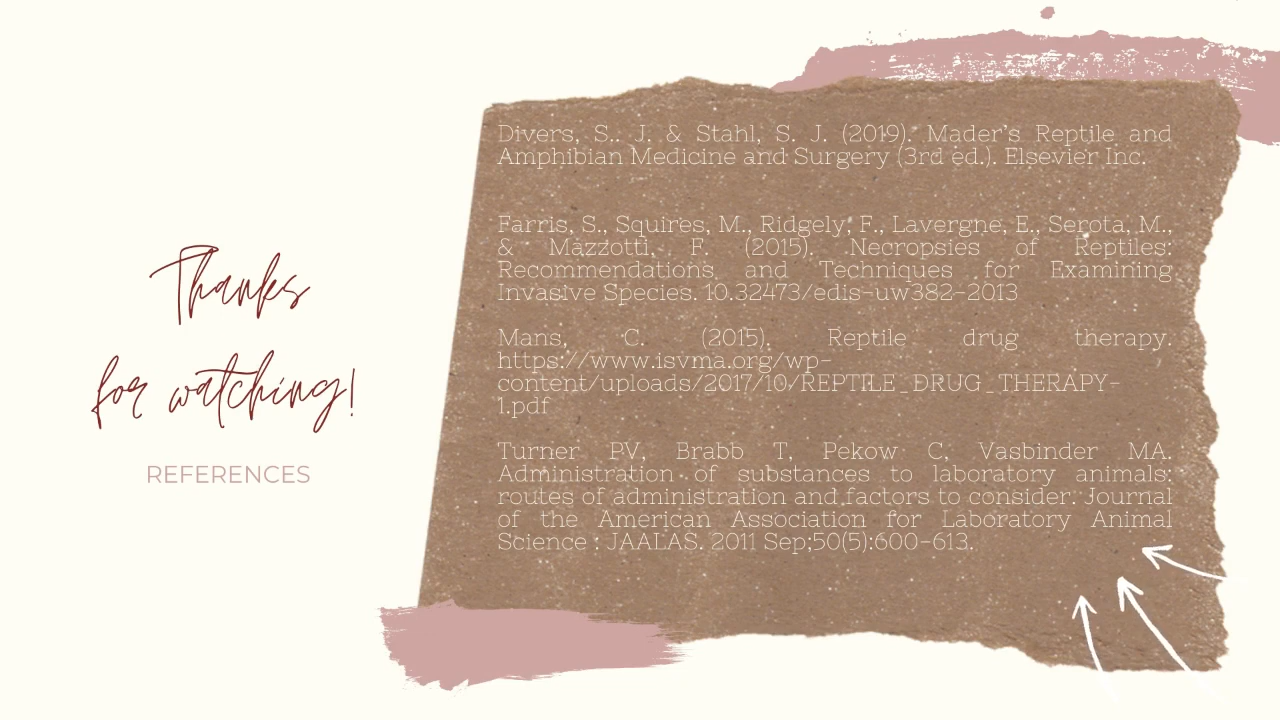 Thanks
for watching!
REFERENCES
Divers, S.. J. & Stahl, S. J. (2019). Mader's Reptile and
Amphibian Medicine and Surgery (3rd ed.). Elsevier Inc.
Farris, S., Squires, M., Ridgely, F., Lavergne, E., Serota, M.,
& Mazzotti, F. (2015). Necropsies of Reptiles:
Recommendations and Techniques for Examining
Invasive Species. 10.32473/edis-uw382-2013
Mans, C. (2015). Reptile drug therapy.
https://www.isvma.org/wp-
content/uploads/2017/10/REPTILE_DRUG_THERAPY-
1.pdf
Turner PV, Brabb T, Pekow C, Vasbinder MA.
Administration of substances to laboratory animals:
routes of administration and factors to consider. Journal
of the American Association for Laboratory Animal
Science : JAALAS. 2011 Sep;50(5):600-613.